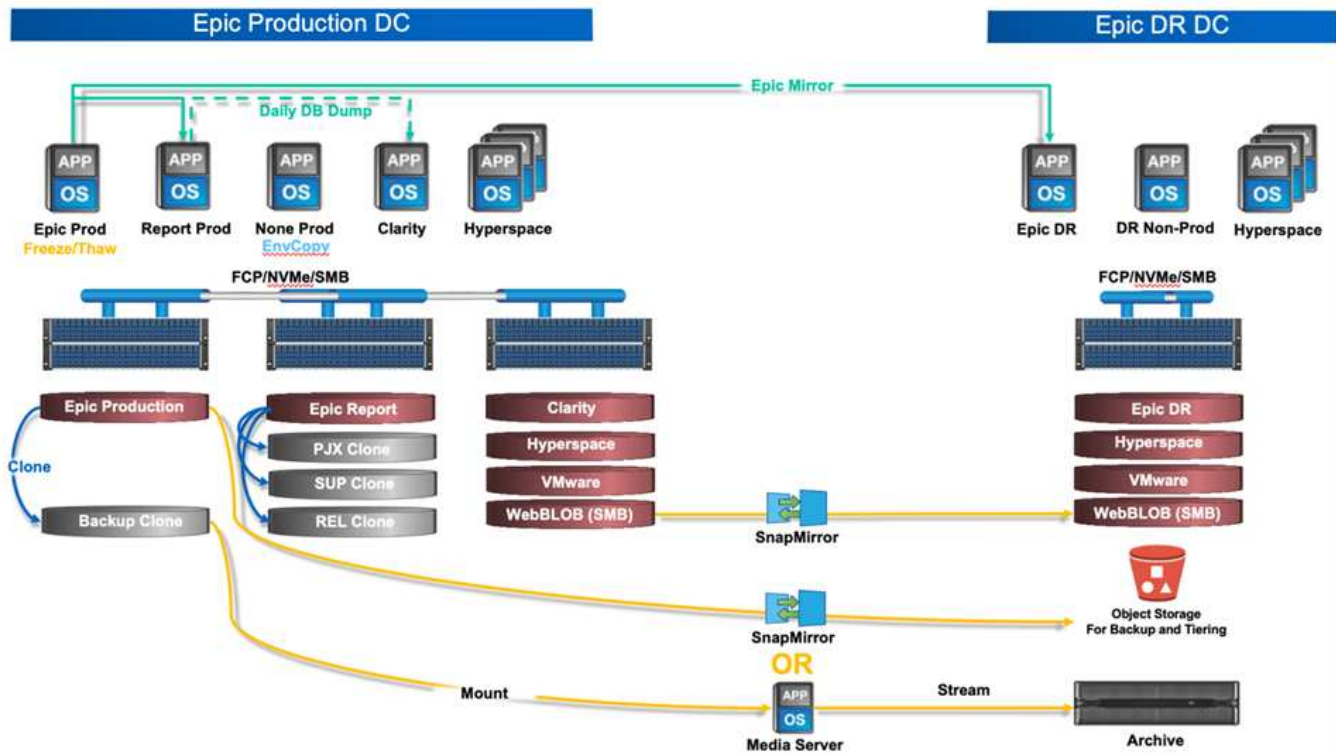 Epic Production DC
Epic DR DC
Epic Mirror
Daily DB Dump
APP
OS
APP
OS
APP
OS
APP
OS
APP
OS
APP
OS
APP
OS
APP
OS
Epic Prod
Freeze/Thaw
Report Prod
None Prod
EnvCopy
Clarity
Hyperspace
Epic DR
DR Non-Prod
Hyperspace
FCP/NVMe/SMB
FCP/NVMe/SMB
Epic Production
Epic Report
Clarity
Epic DR
PJX Clone
Hyperspace
Hyperspace
Clone
SUP Clone
VMware
VMware
Backup Clone
REL Clone
WebBLOB (SMB)
WebBLOB (SMB)
SnapMirror
Object Storage
For Backup and Tiering
SnapMirror
OR
Mount
APP
OS
Stream
Media Server
Archive